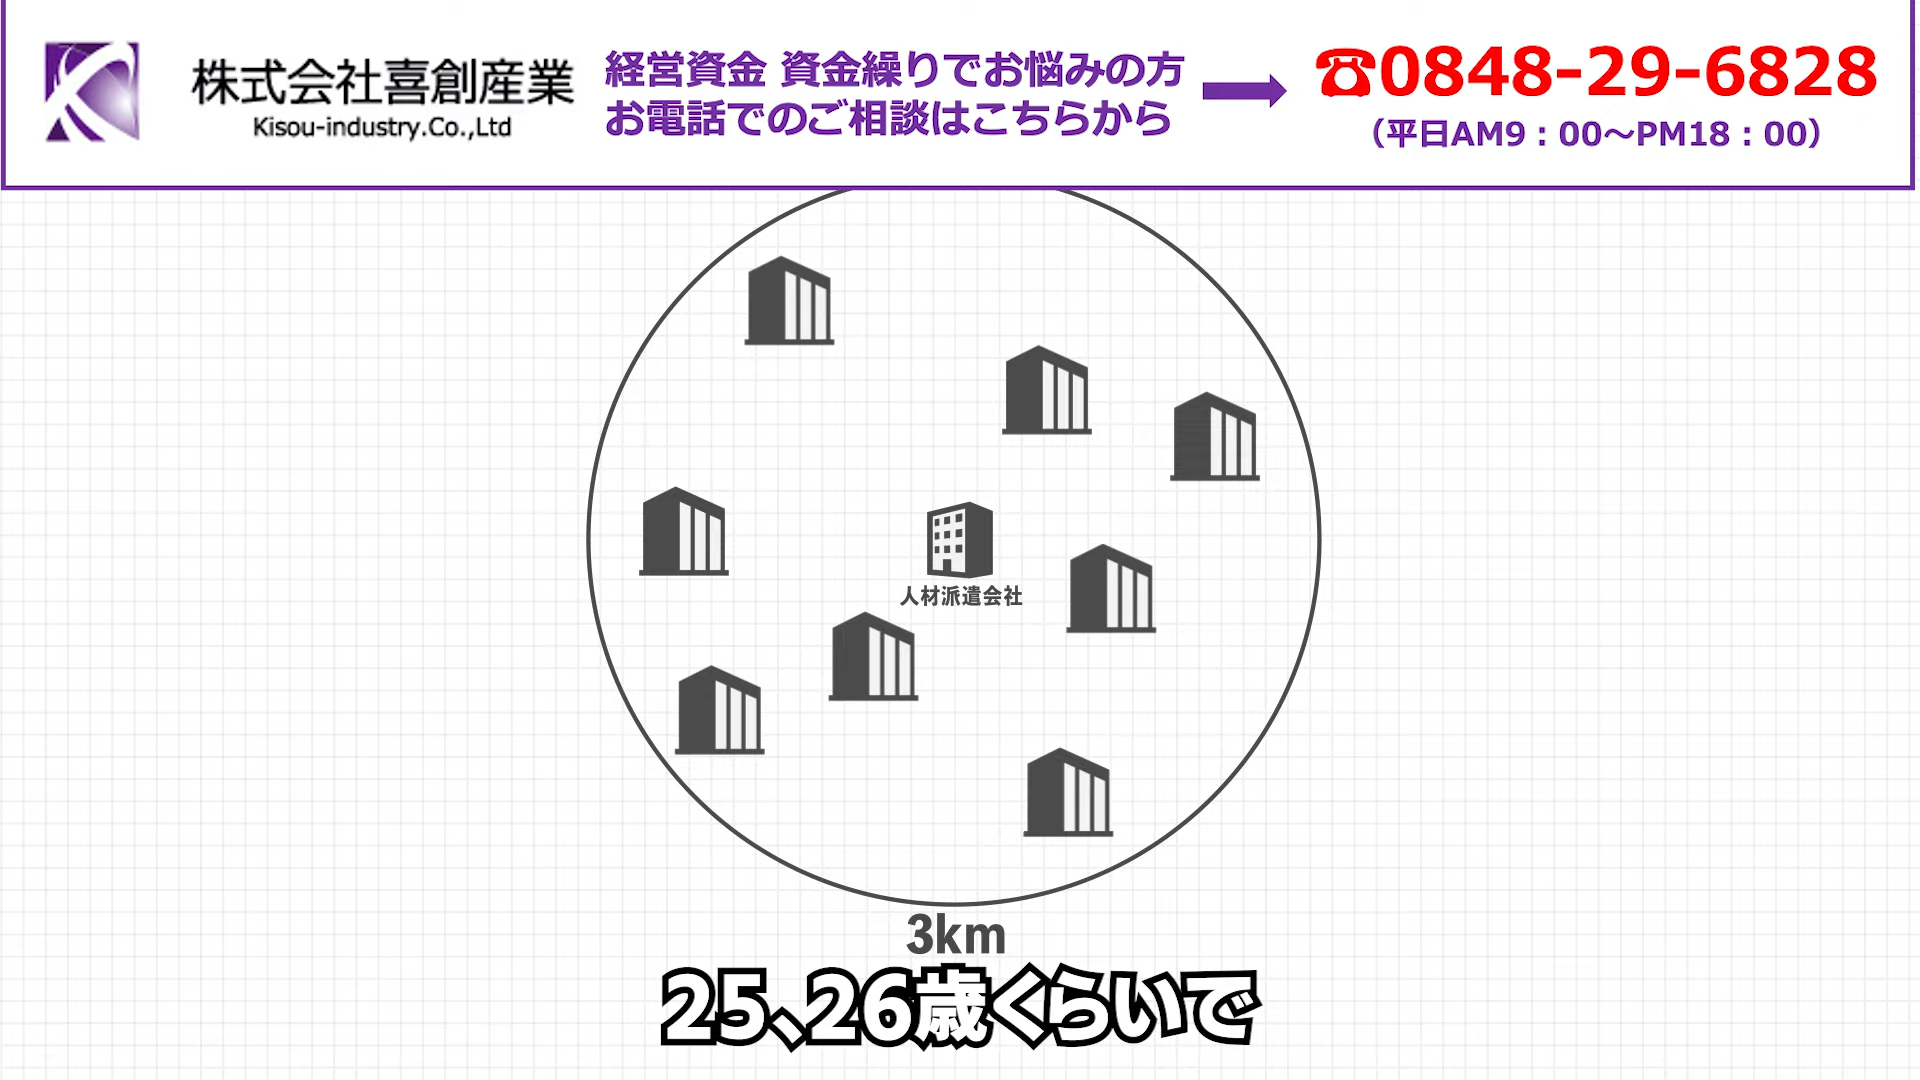 株式会社喜創産業
Kisou-industry.Co.,Ltd
経営資金 資金繰りでお悩みの方
お電話でのご相談はこちらから
☎0848-29-6828
（平日AM9：00～PM18：00）
人材派遣会社
3km
25、26歳くらいで